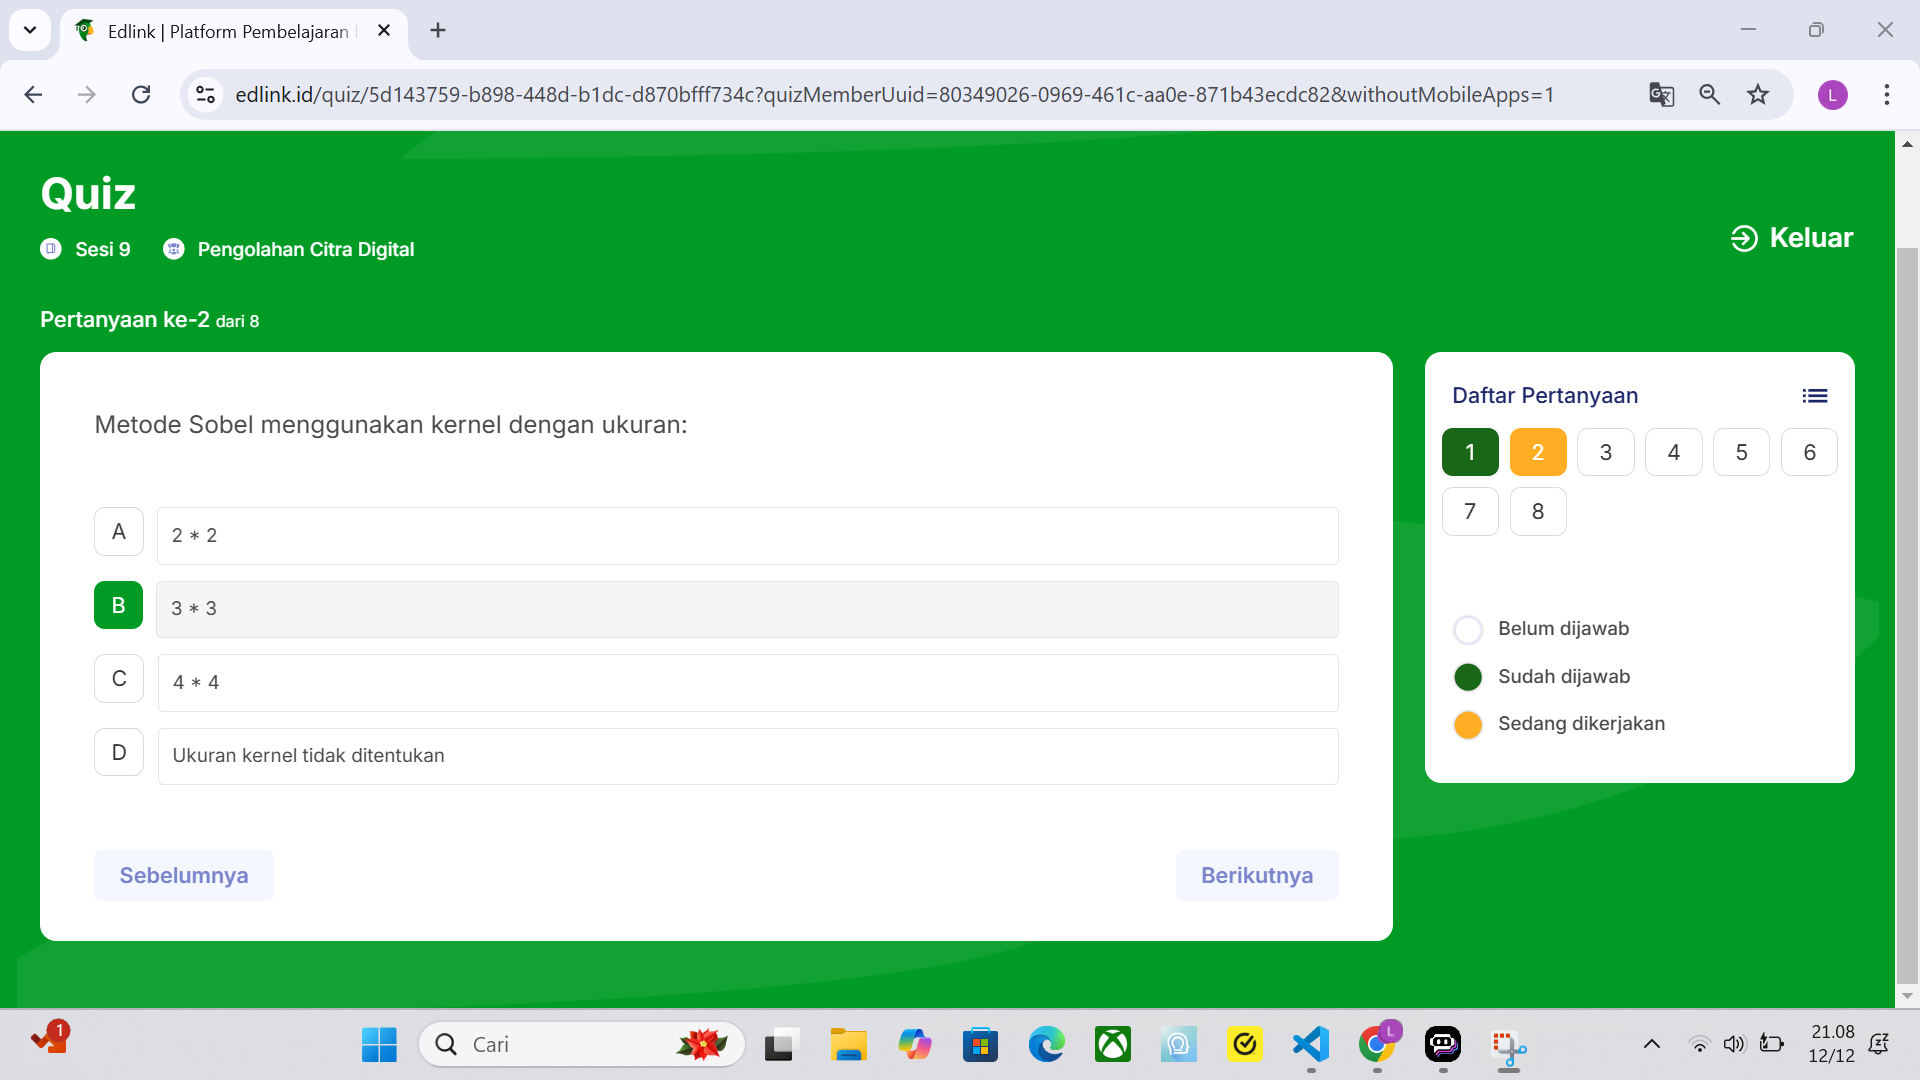 Edlink | Platform Pembelajaran
edlink.id/quiz/5d143759-b898-448d-b1dc-d870bfff734c?quizMemberUuid=80349026-0969-461c-aa0e-871b43ecdc82&withoutMobileApps=1
L
Quiz
Sesi 9
Pengolahan Citra Digital
Keluar
Pertanyaan ke-2 dari 8
Metode Sobel menggunakan kernel dengan ukuran:
A
2 * 2
B
3 * 3
C
4 * 4
D
Ukuran kernel tidak ditentukan
Sebelumnya
Berikutnya
Daftar Pertanyaan
1 2 3 4 5 6
7 8
Belum dijawab
Sudah dijawab
Sedang dikerjakan
1
Cari
L
21.08
12/12